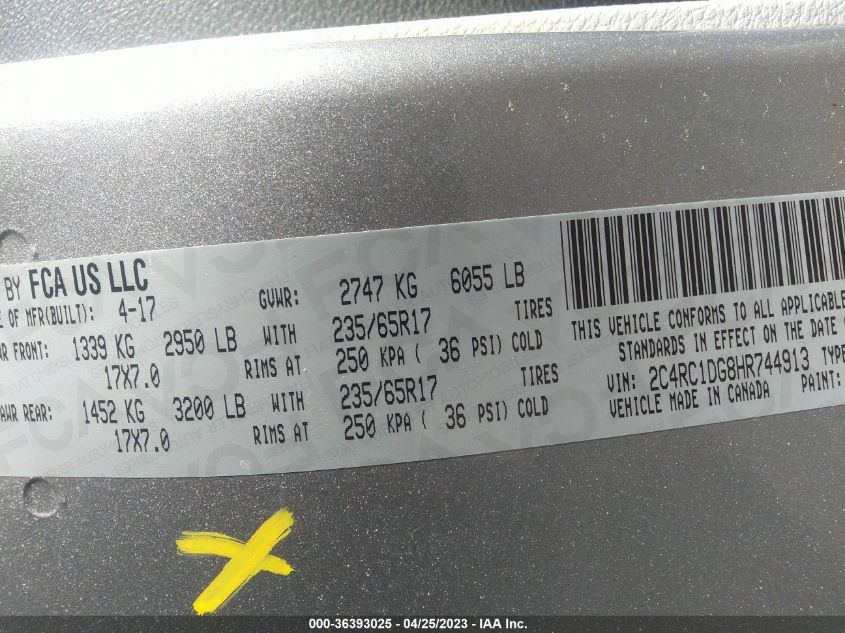 BY FCA US LLC
OF MFR(BUILT): 4-17
GVWR: 2747 KG 6055 LB
FRONT: 1339 KG 2950 LB WITH 235/65R17 TIRES
17X7.0 RIMS AT 250 KPA ( 36 PSI) COLD
REAR: 1452 KG 3200 LB WITH 235/65R17 TIRES
17X7.0 RIMS AT 250 KPA ( 36 PSI) COLD
THIS VEHICLE CONFORMS TO ALL APPLICABLE
STANDARDS IN EFFECT ON THE DATE O
VIN: 2C4RC1DG8HR744913 TYPE
VEHICLE MADE IN CANADA PAINT:
000-36393025 - 04/25/2023 - IAA Inc.